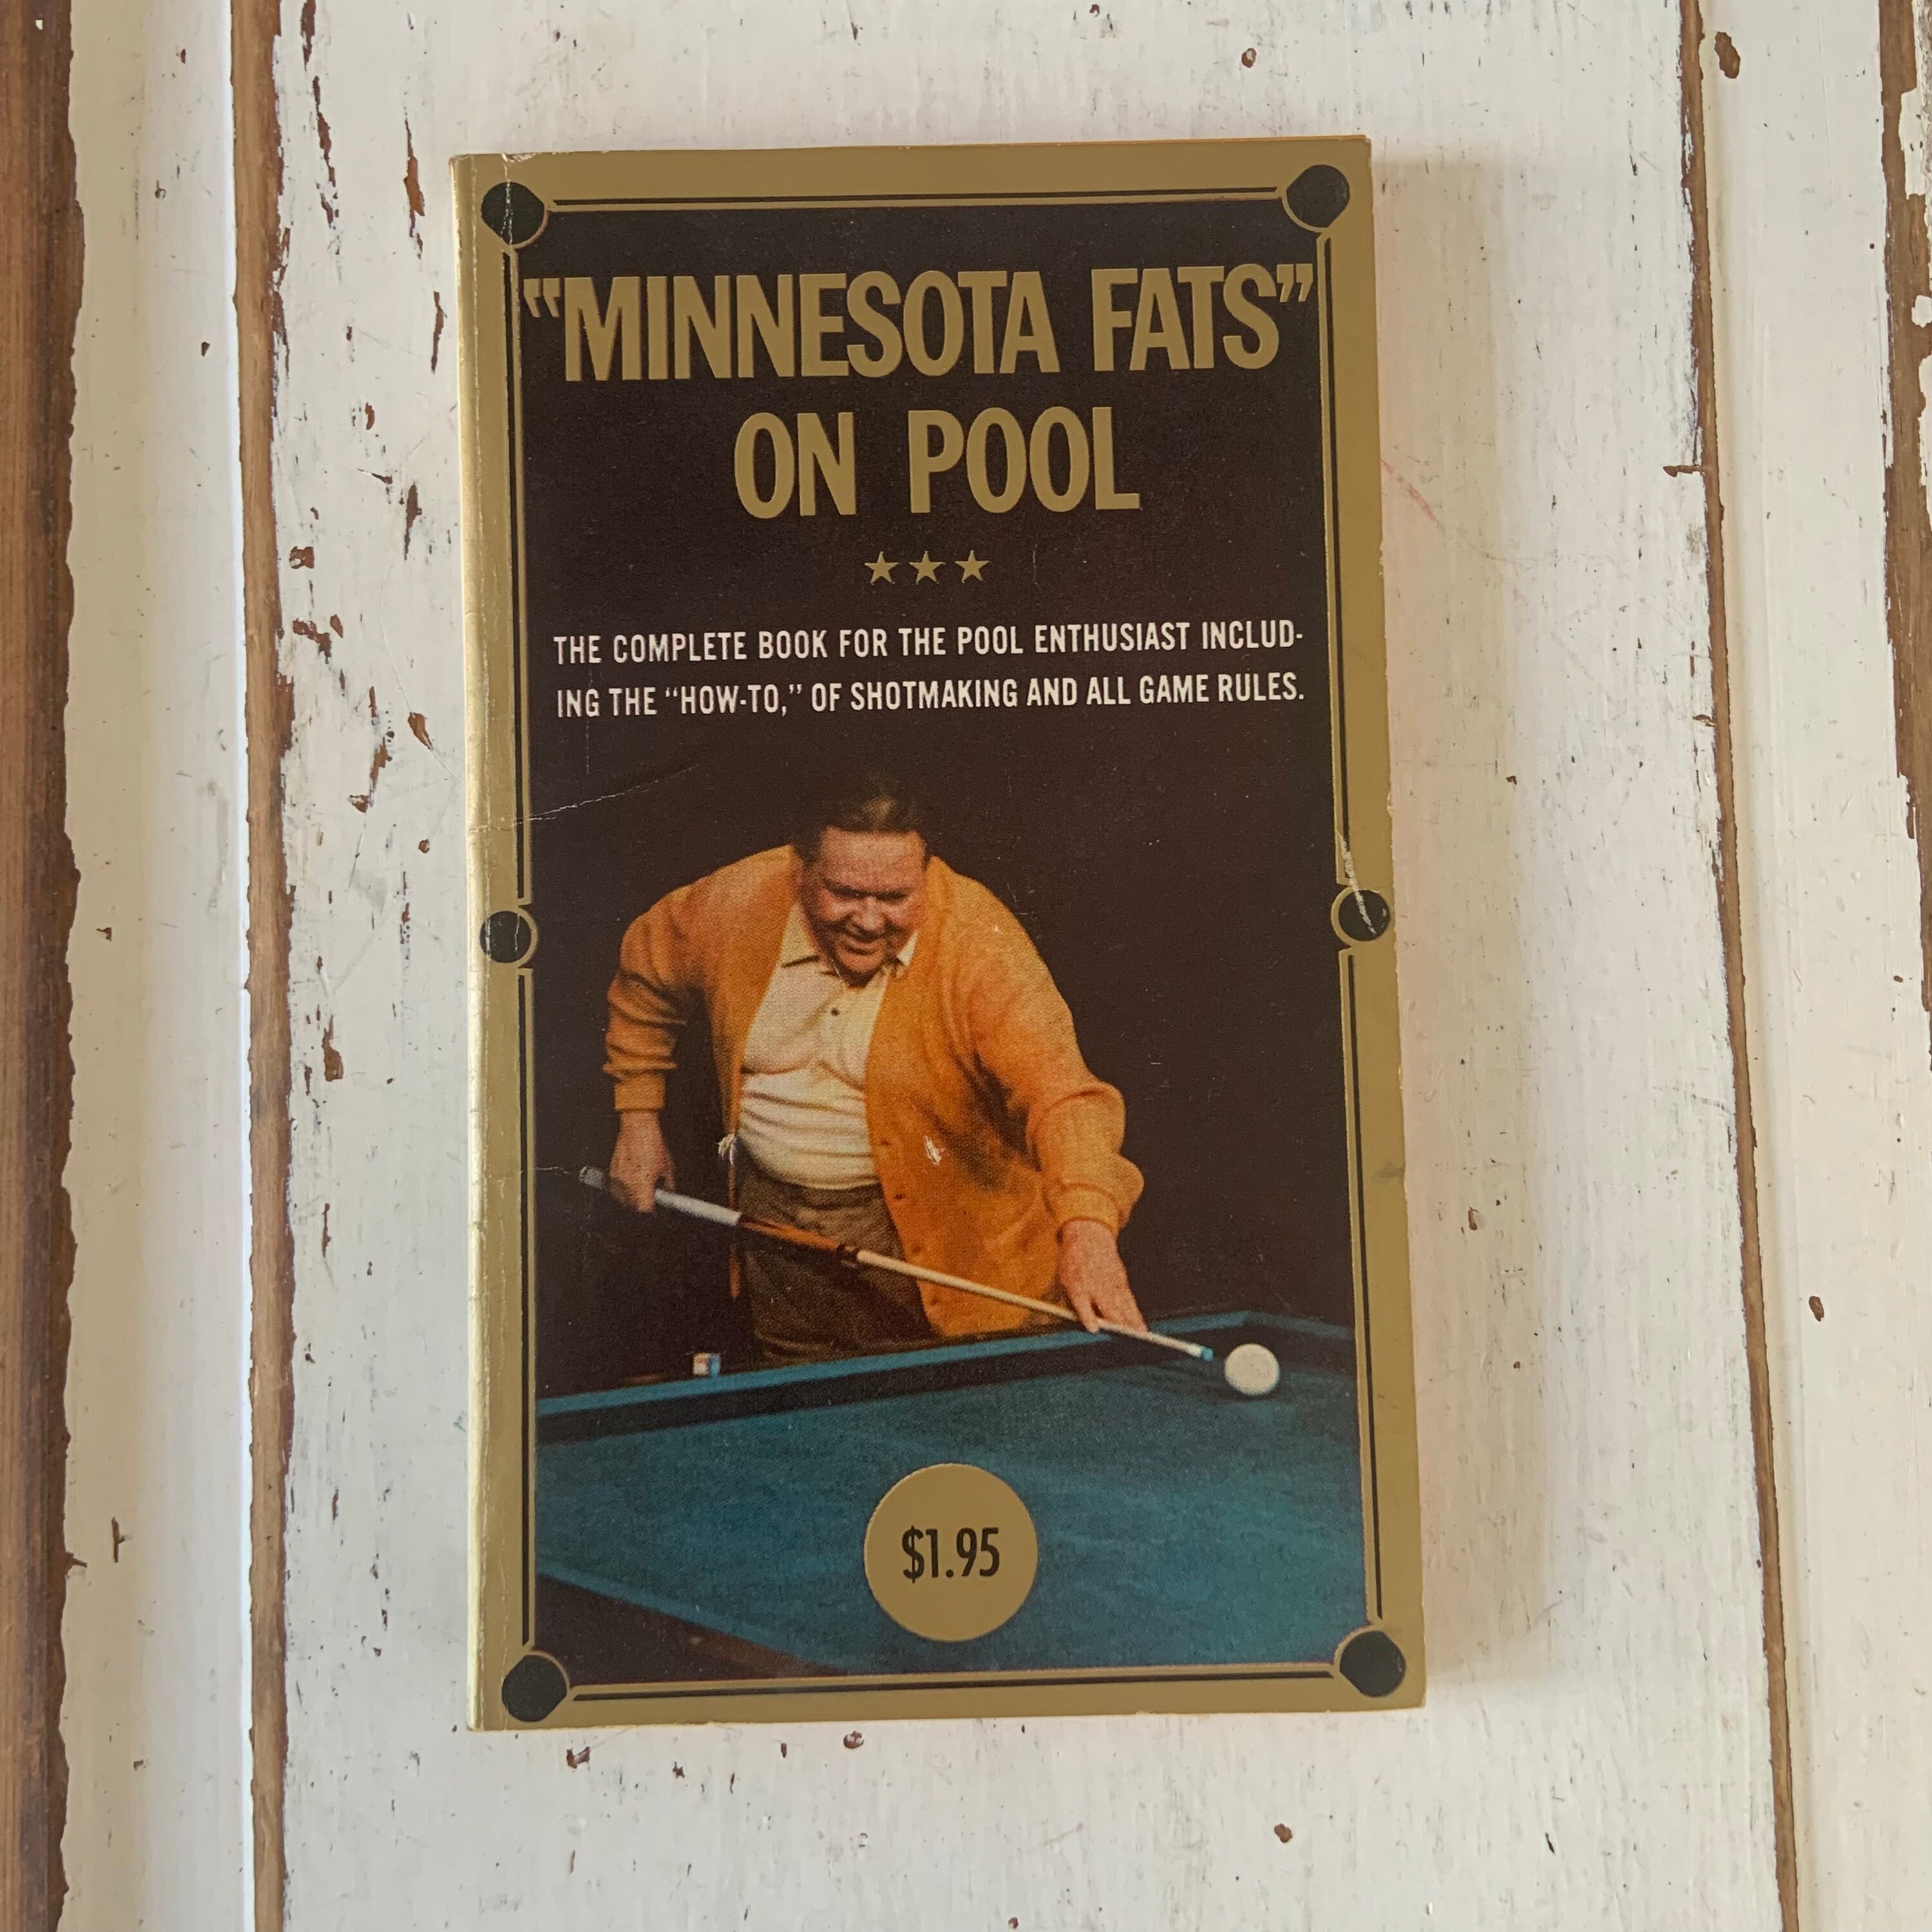 "MINNESOTA FATS"
ON POOL
★★★
THE COMPLETE BOOK FOR THE POOL ENTHUSIAST INCLUD-
ING THE "HOW-TO," OF SHOTMAKING AND ALL GAME RULES.
$1.95